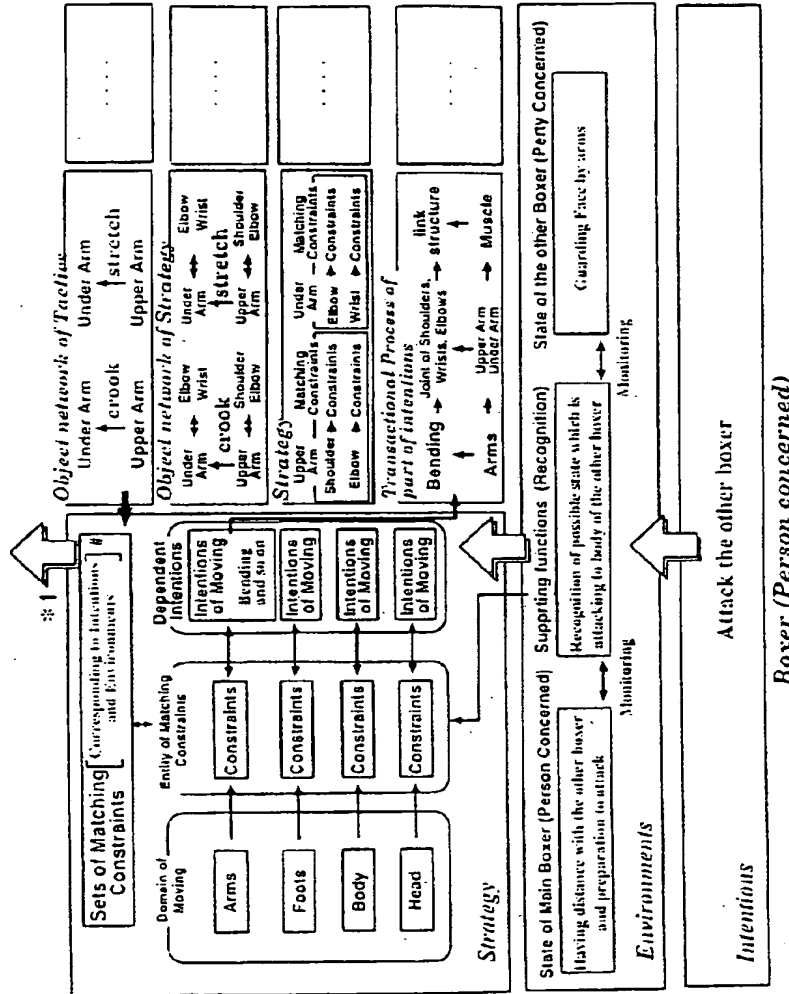 ※1
Sets of Matching
Constraints
Corresponding to Intentions
and Environments
#
Domain of
Moving
Arms
Foots
Body
Head
Entity of Matching
Constraints
Constraints
Constraints
Constraints
Constraints
Dependent
Intentions
Intentions
of Moving
Bending
and so on
Intentions
of Moving
Intentions
of Moving
Intentions
of Moving
Strategy
Object network of Tactics
Under Arm
crook
Upper Arm
Under Arm
stretch
Upper Arm
. . . .
Object network of Strategy
Under
Arm
Elbow
Wrist
crook
Upper
Arm
Shoulder
Elbow
Under
Arm
Elbow
Wrist
stretch
Upper
Arm
Shoulder
Elbow
. . . .
Strategy
Upper
Arm
Matching
Constraints
Shoulder
Constraints
Elbow
Constraints
Under
Arm
Matching
Constraints
Elbow
Constraints
Wrist
Constraints
. . . .
Transactional Process of
part of intentions
Bending
Joint of Shoulders,
Wrists, Elbows
link
structure
Arms
Upper Arm
Under Arm
Muscle
. . . .
State of Main Boxer (Person Concerned)
Having distance with the other boxer
and preparation to attack
Monitoring
Supprting functions (Recognition)
Recognition of possible state which is
attacking to body of the other boxer
Monitoring
State of the other Boxer (Perty Concerned)
Guarding Face by arms
Environments
Attack the other boxer
Intentions
Boxer (Person concerned)